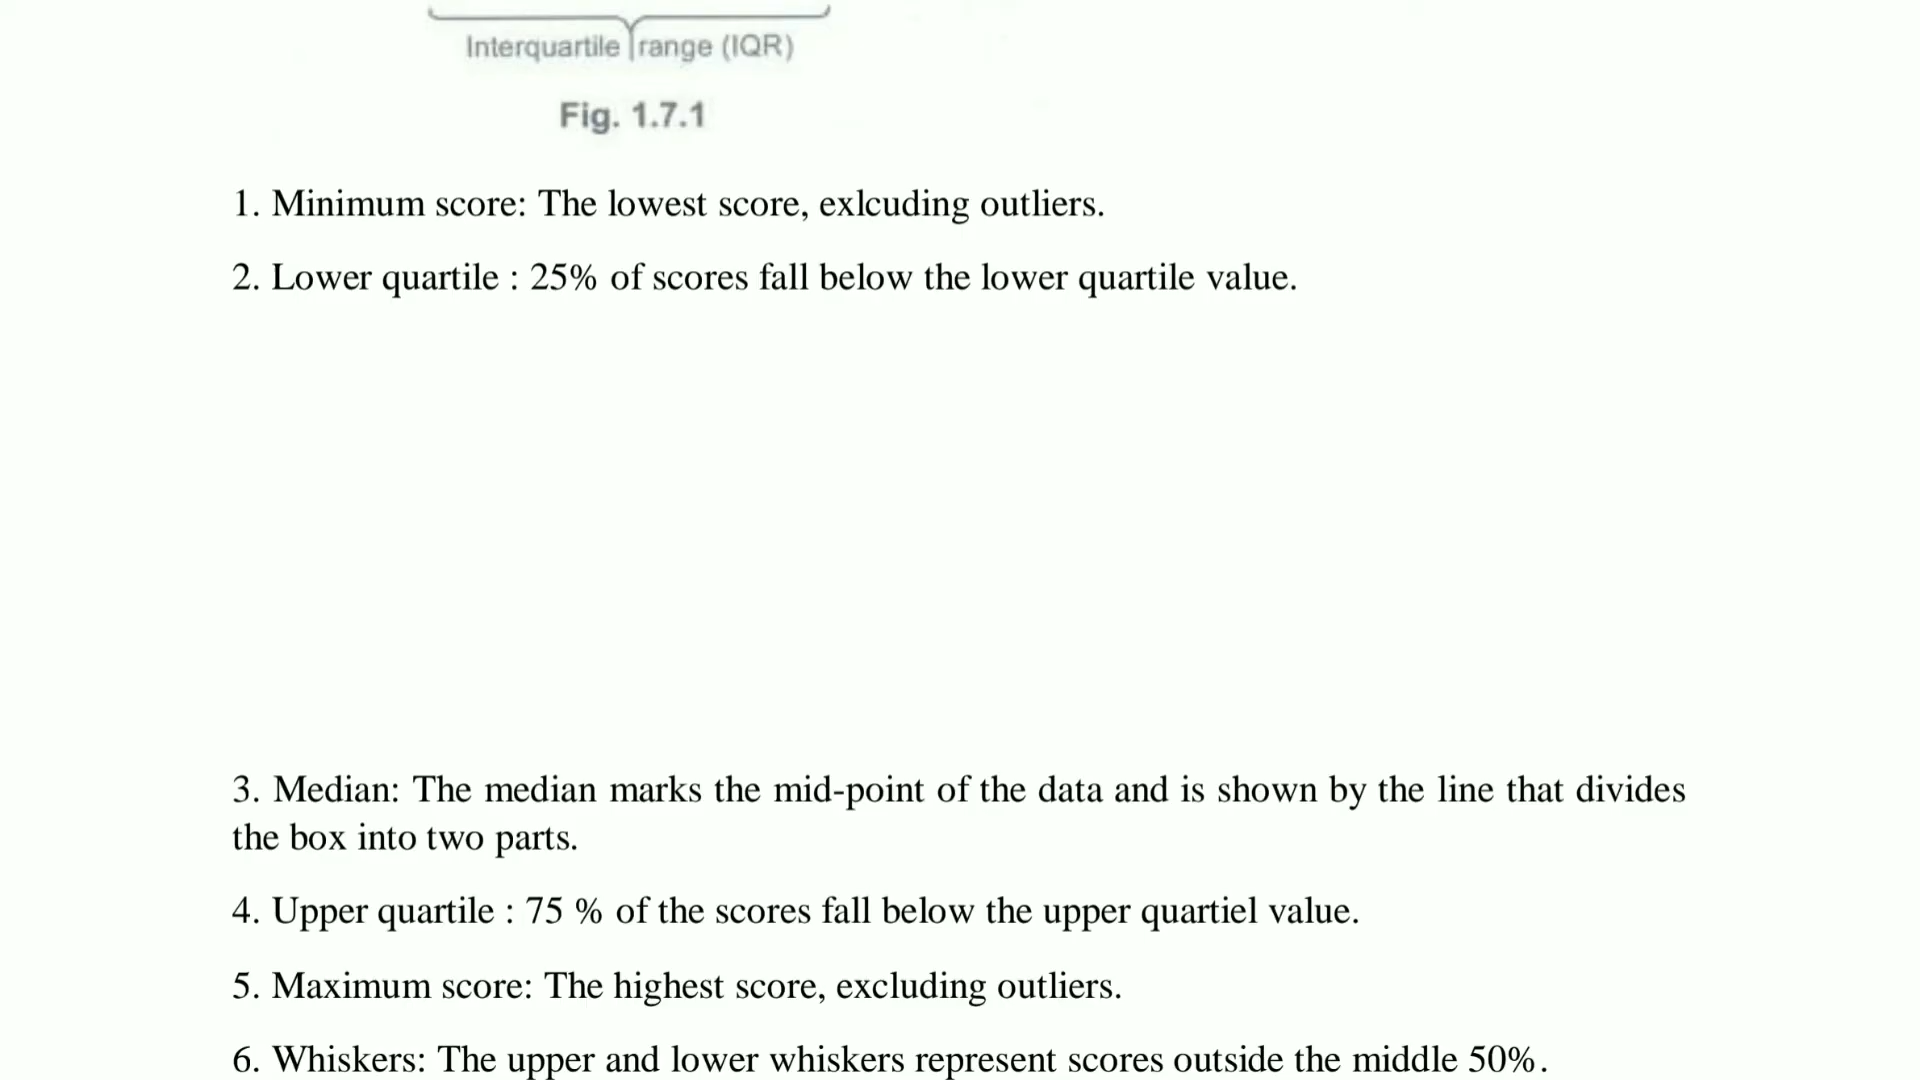 Interquartile range (IQR)
Fig. 1.7.1
1. Minimum score: The lowest score, exlcuding outliers.
2. Lower quartile : 25% of scores fall below the lower quartile value.
3. Median: The median marks the mid-point of the data and is shown by the line that divides
the box into two parts.
4. Upper quartile : 75 % of the scores fall below the upper quartiel value.
5. Maximum score: The highest score, excluding outliers.
6. Whiskers: The upper and lower whiskers represent scores outside the middle 50%.